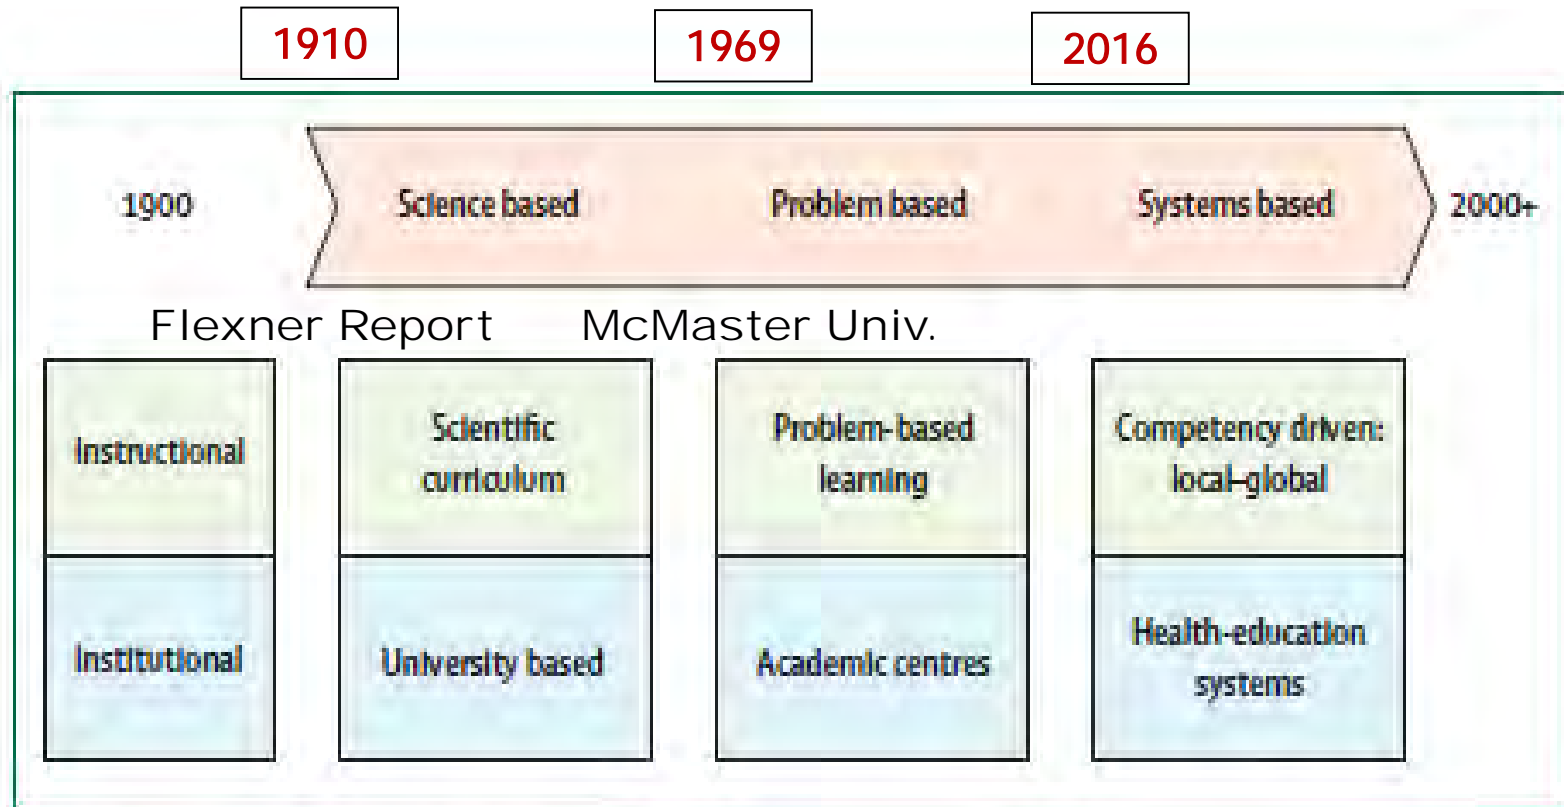 1910
1969
2016
1900
Science based
Problem based
Systems based
2000+
Flexner Report
McMaster Univ.
Instructional
Scientific
curriculum
Problem-based
learning
Competency driven:
local–global
Institutional
University based
Academic centres
Health-education
systems